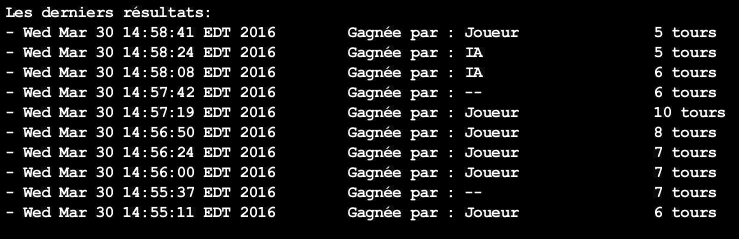 Les derniers résultats:
- Wed Mar 30 14:58:41 EDT 2016 Gagnée par : Joueur 5 tours
- Wed Mar 30 14:58:24 EDT 2016 Gagnée par : IA 5 tours
- Wed Mar 30 14:58:08 EDT 2016 Gagnée par : IA 6 tours
- Wed Mar 30 14:57:42 EDT 2016 Gagnée par : -- 6 tours
- Wed Mar 30 14:57:19 EDT 2016 Gagnée par : Joueur 10 tours
- Wed Mar 30 14:56:50 EDT 2016 Gagnée par : Joueur 8 tours
- Wed Mar 30 14:56:24 EDT 2016 Gagnée par : Joueur 7 tours
- Wed Mar 30 14:56:00 EDT 2016 Gagnée par : Joueur 7 tours
- Wed Mar 30 14:55:37 EDT 2016 Gagnée par : -- 7 tours
- Wed Mar 30 14:55:11 EDT 2016 Gagnée par : Joueur 6 tours